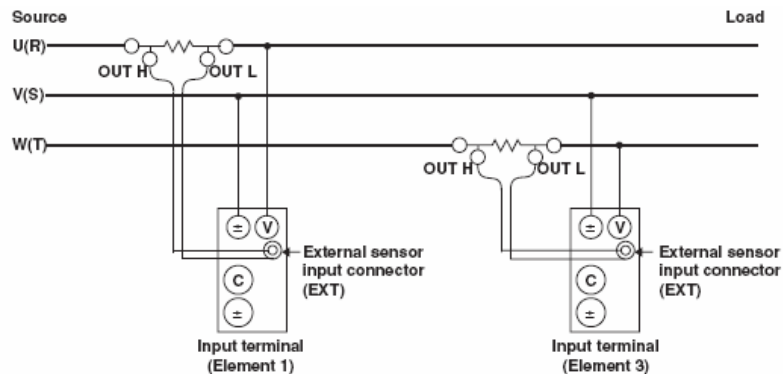 Source
Load
U(R)
OUT H
OUT L
V(S)
W(T)
OUT H
OUT L
± V
External sensor
input connector
(EXT)
C
±
Input terminal
(Element 1)
± V
External sensor
input connector
(EXT)
C
±
Input terminal
(Element 3)